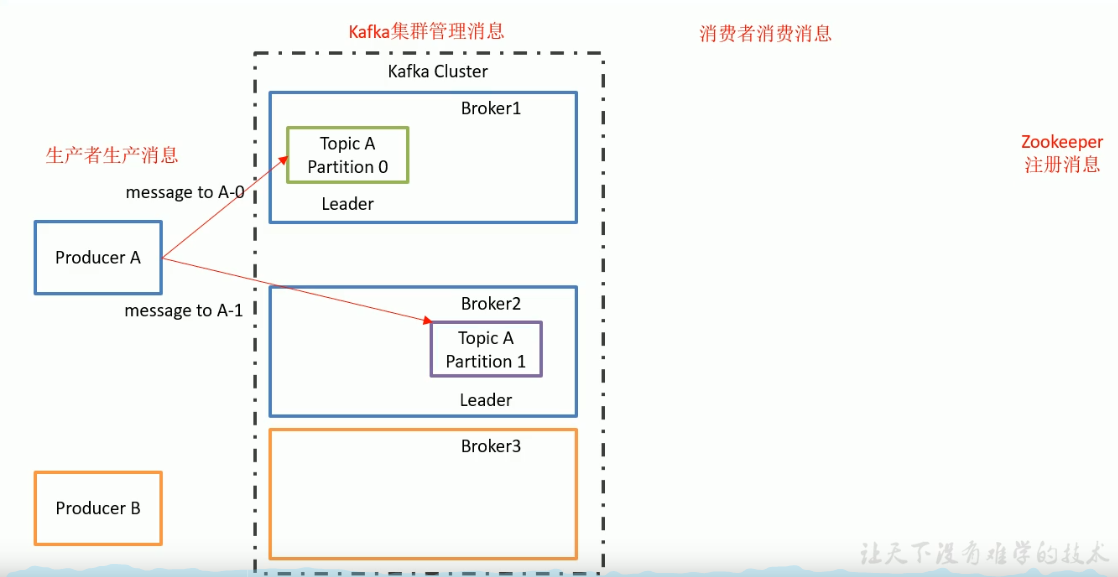 Kafka集群管理消息
消费者消费消息
Kafka Cluster
Broker1
Topic A
Partition 0
Leader
生产者生产消息
message to A-0
Producer A
message to A-1
Broker2
Topic A
Partition 1
Leader
Broker3
Producer B
Zookeeper
注册消息
让天下没有难学的技术